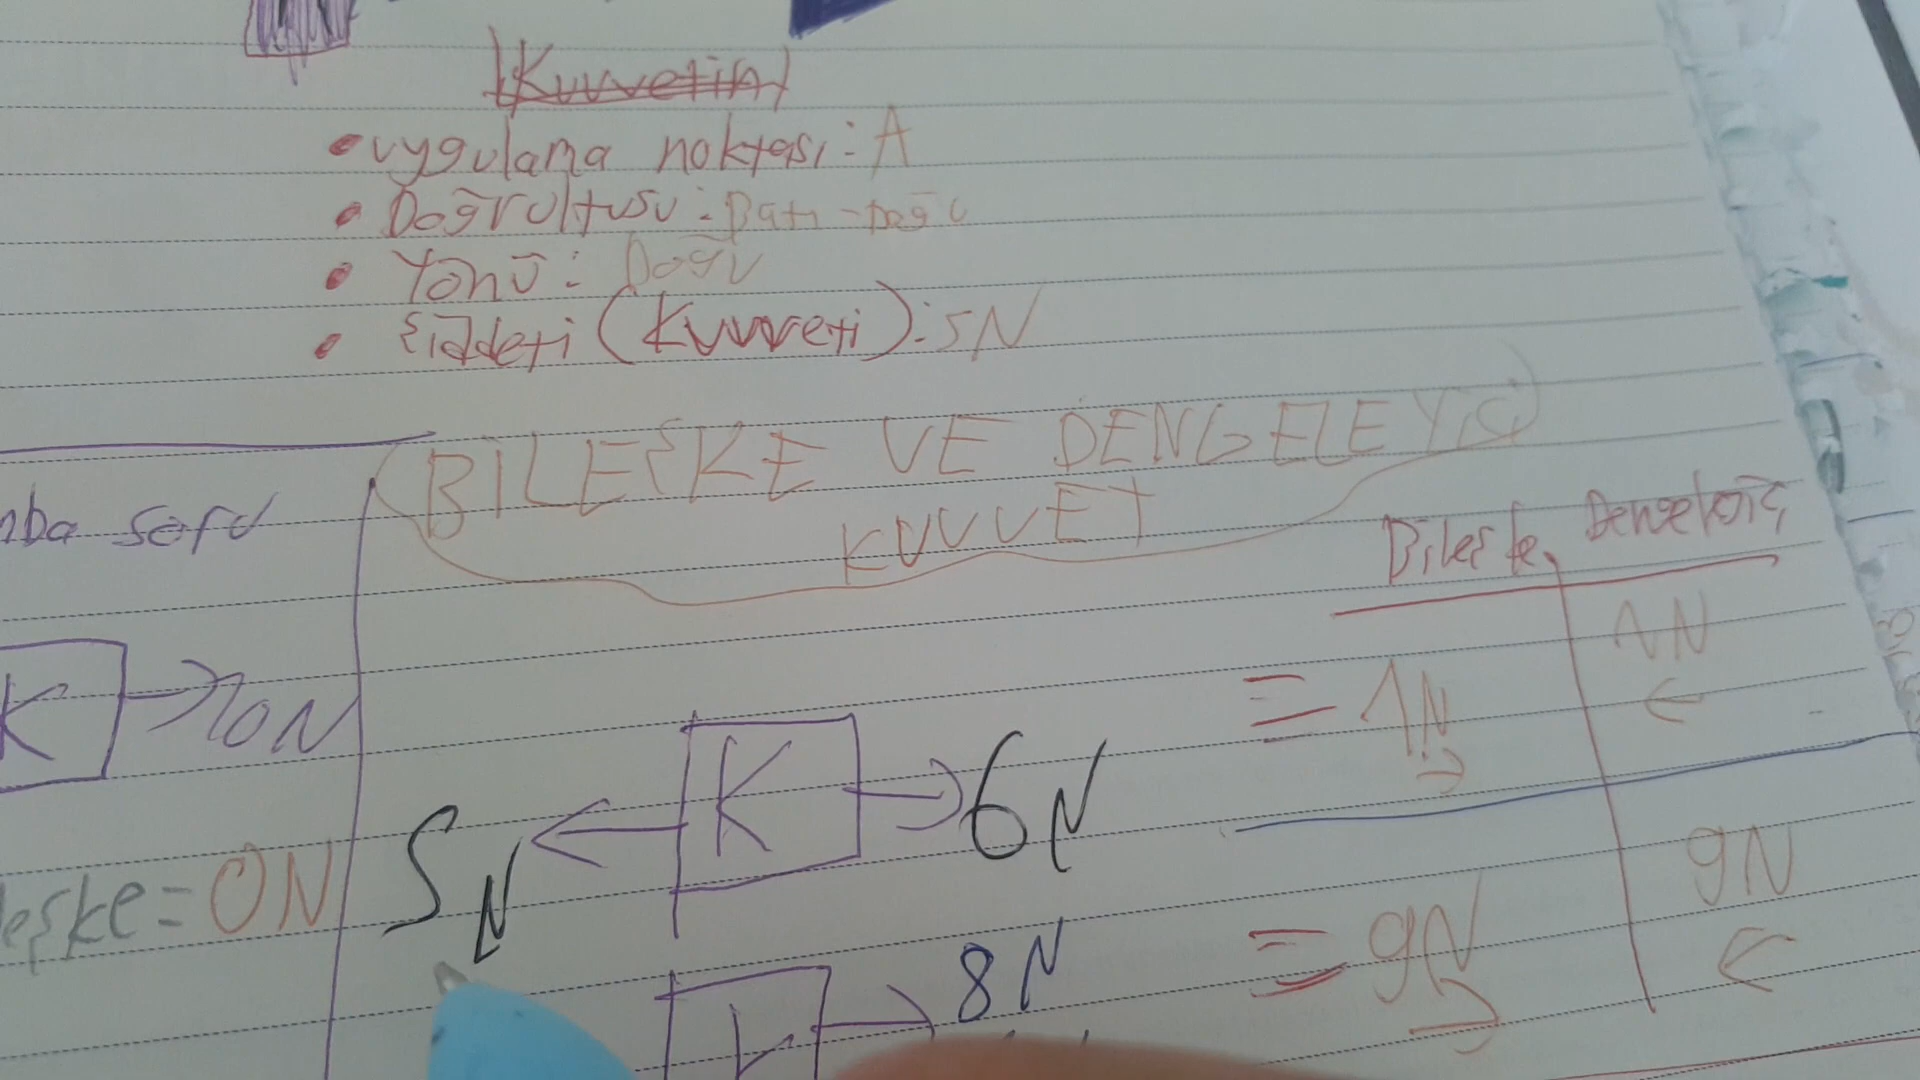 Kuvvetin
• uygulama noktası: A
• Doğrultusu: Batı - Doğu
• Yönü: Doğu
• Şiddeti (Kuvveti): 5N
BİLEŞKE VE DENGELEYİCİ
KUVVET
Bileşke
K → 10N
5N ← K → 6N = 1N → 1N ←
eşke = 0N
8N = 9N → 9N ←